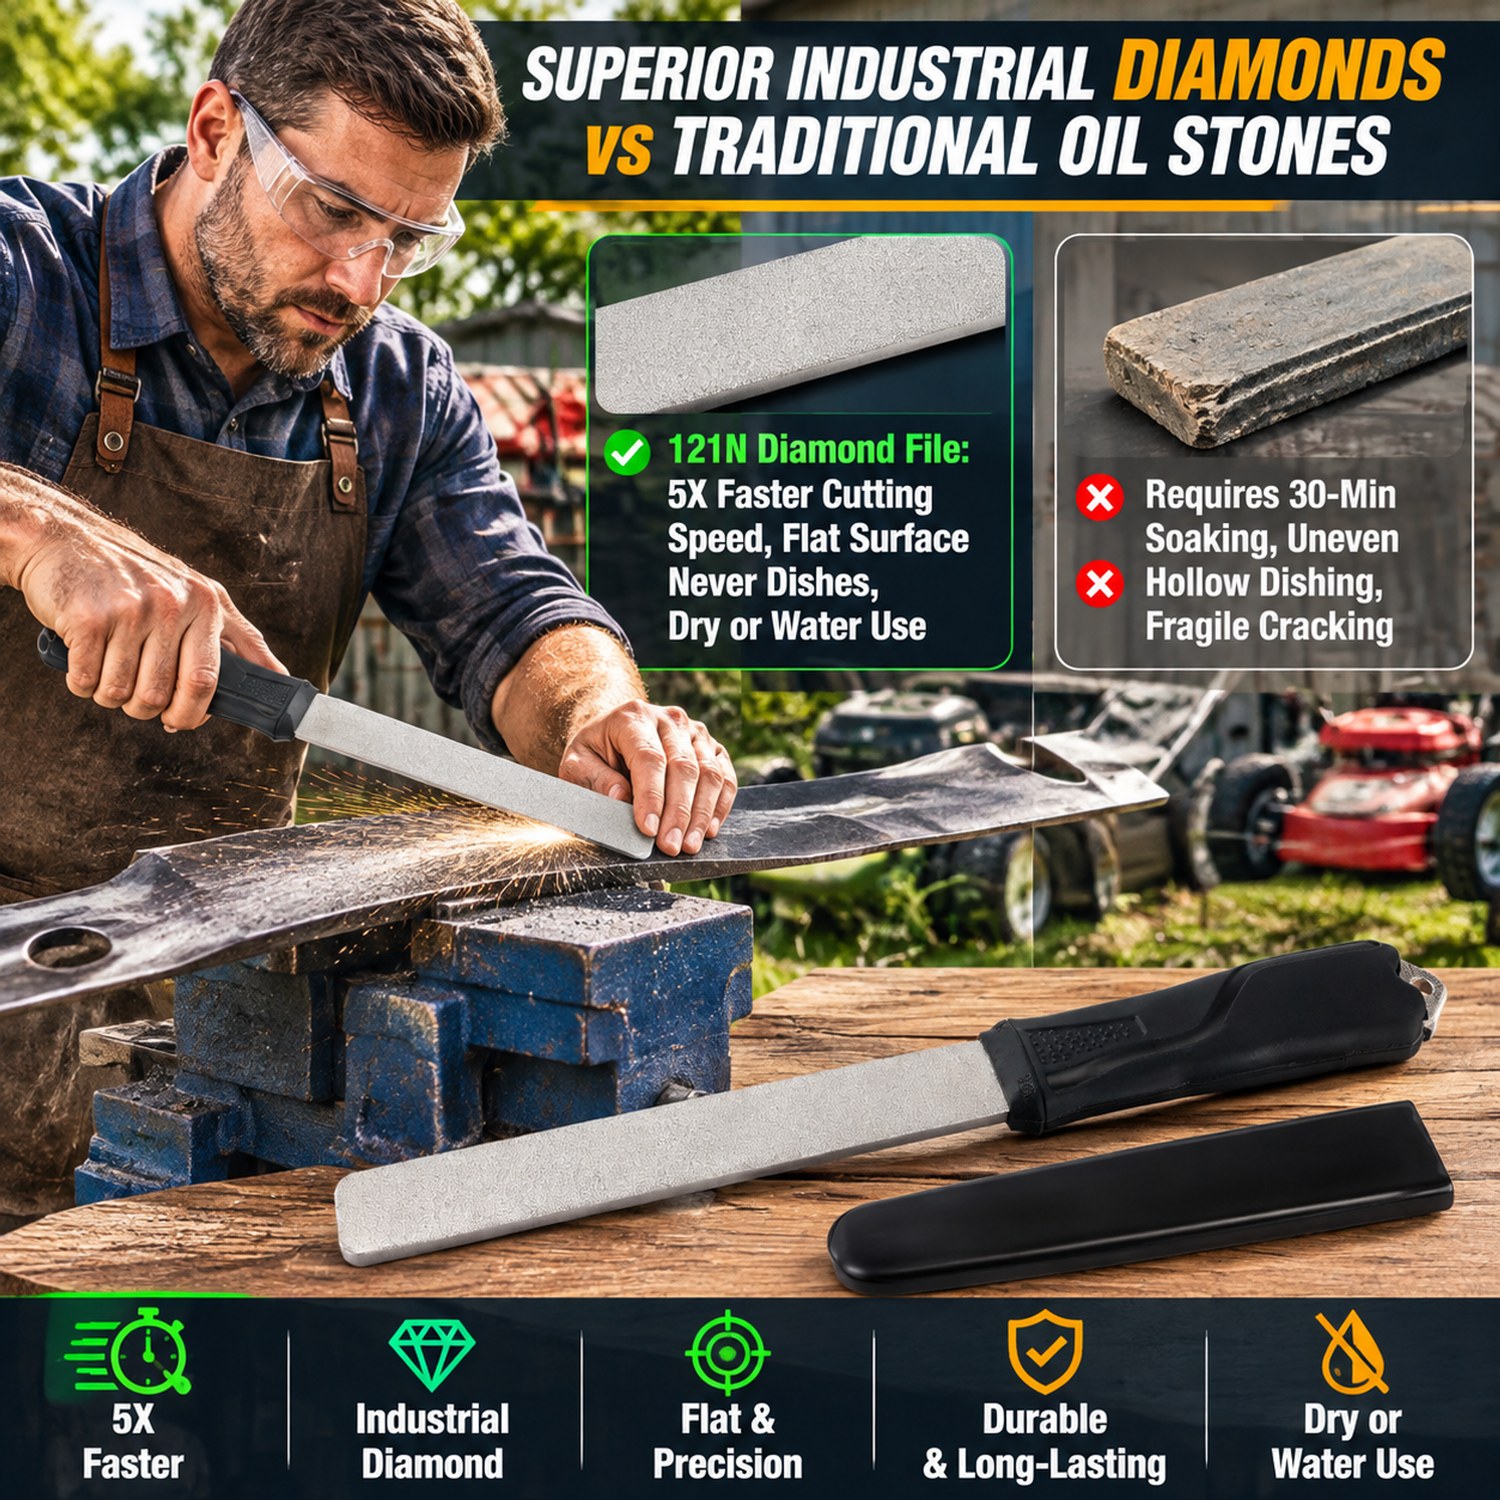 SUPERIOR INDUSTRIAL DIAMONDS
VS TRADITIONAL OIL STONES
121N Diamond File:
5X Faster Cutting
Speed, Flat Surface
Never Dishes,
Dry or Water Use
Requires 30-Min
Soaking, Uneven
Hollow Dishing,
Fragile Cracking
5X
Faster
Industrial
Diamond
Flat &
Precision
Durable
& Long-Lasting
Dry or
Water Use